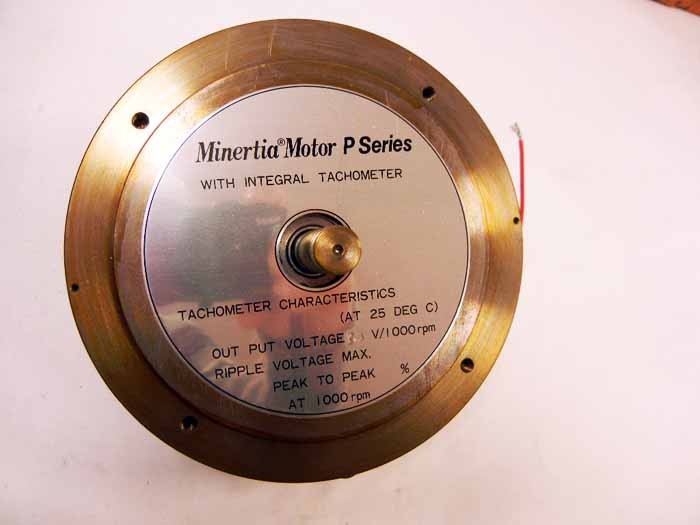 Minertia® Motor P Series
WITH INTEGRAL TACHOMETER
TACHOMETER CHARACTERISTICS
(AT 25 DEG C)
OUT PUT VOLTAGE V/1000rpm
RIPPLE VOLTAGE MAX.
PEAK TO PEAK %
AT 1000rpm